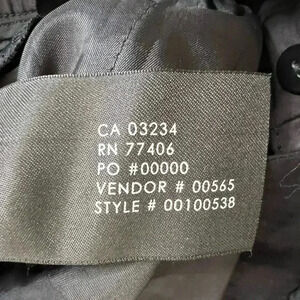 CA 03234
RN 77406
PO #00000
VENDOR # 00565
STYLE # 00100538